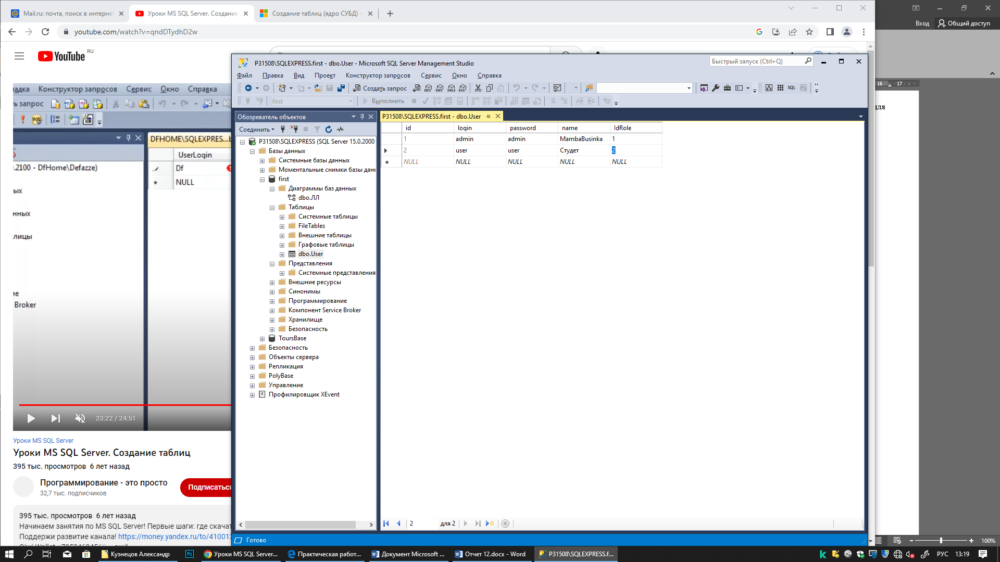 Mail.ru: почта, поиск в интернет
Уроки MS SQL Server. Создание
Создание таблиц (ядро СУБД) -
youtube.com/watch?v=qndDTydhD2w
Вход
Общий доступ
YouTube RU
P31508\SQLEXPRESS.first - dbo.User - Microsoft SQL Server Management Studio
Быстрый запуск (Ctrl+Q)
Файл Правка Вид Проект Конструктор запросов Сервис Окно Справка
Создать запрос
SQL
first
Выполнить
16 17
для
Конструктор запросов Сервис Окно Справка
запрос
DFHOME\SQLEXPRES...
UserLogin
.2100 - DfHome\Defazze)
Df
NULL
ых
нных
лицы
Broker
Обозреватель объектов
Соединить
P31508\SQLEXPRESS (SQL Server 15.0.2000
Базы данных
Системные базы данных
Моментальные снимки базы данн
first
Диаграммы баз данных
dbo.ЛЛ
Таблицы
Системные таблицы
FileTables
Внешние таблицы
Графовые таблицы
dbo.User
Представления
Системные представления
Внешние ресурсы
Синонимы
Программирование
Компонент Service Broker
Хранилище
Безопасность
ToursBase
Безопасность
Объекты сервера
Репликация
PolyBase
Управление
Профилировщик XEvent
P31508\SQLEXPRESS.first - dbo.User
id login password name IdRole
1 admin admin MambaBusinka 1
2 user user Студет 2
NULL NULL NULL NULL NULL
2 для 2
Готово
23:22 / 24:51
Уроки MS SQL Server
Уроки MS SQL Server. Создание таблиц
395 тыс. просмотров 6 лет назад
Программирование - это просто
32,7 тыс. подписчиков
Подписаться
395 тыс. просмотров 6 лет назад
Начинаем занятия по MS SQL Server! Первые шаги: где скачат
Поддержи развитие канала! https://money.yandex.ru/to/41001
100%
Кузнецов Александр
Уроки MS SQL Server...
Практическая работ...
Документ Microsoft ...
Отчет 12.docx - Word
P31508\SQLEXPRESS.f...
РУС
13:19